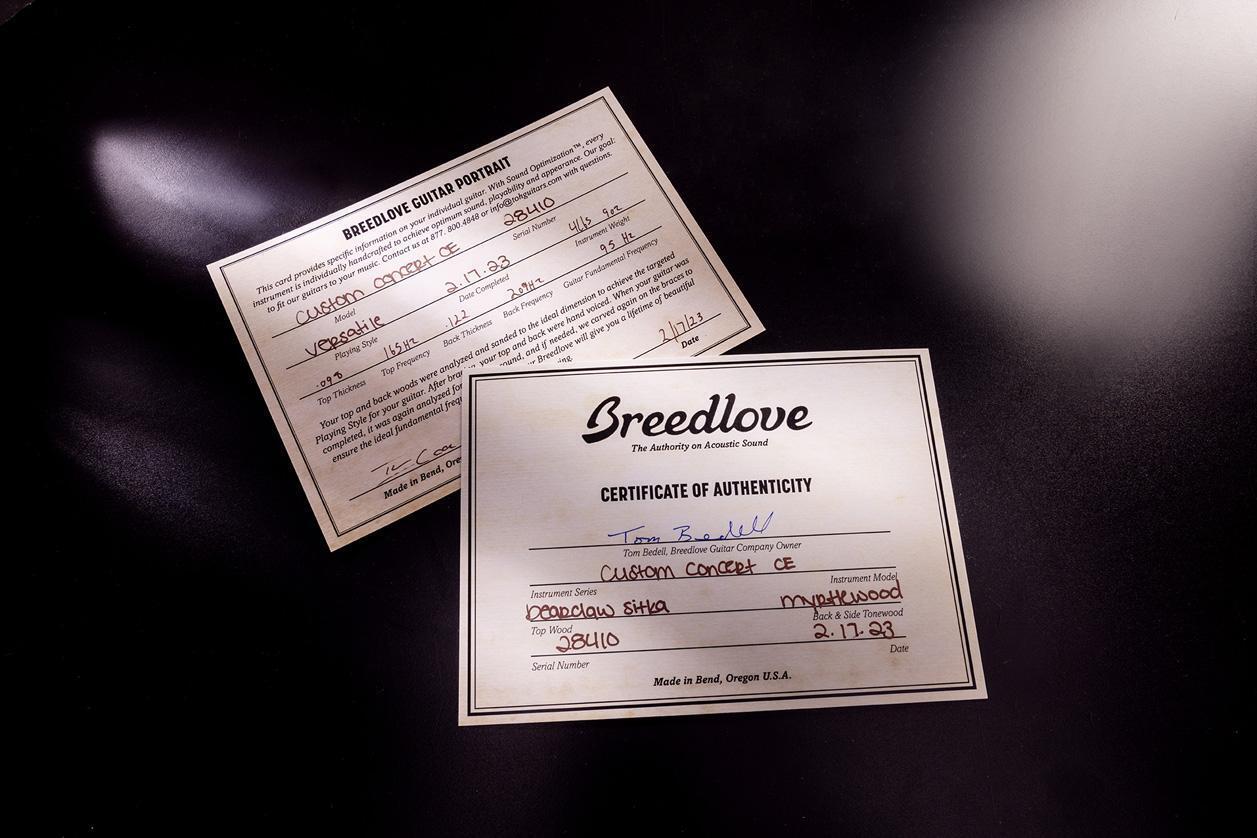 BREEDLOVE GUITAR PORTRAIT
This card provides specific information on your individual guitar. With Sound Optimization™, every
instrument is individually handcrafted to achieve optimum sound, playability and appearance. Our goal:
to fit our guitars to your music. Contact us at 877. 800.4848 or info@tohguitars.com with questions.
custom concert CE 28410
Model Serial Number
versatile 2.17.23 4lbs 9oz
Playing Style Date Completed Instrument Weight
.098 165Hz .122 209Hz 95 Hz
Top Thickness Top Frequency Back Thickness Back Frequency Guitar Fundamental Frequency
Your top and back woods were analyzed and sanded to the ideal dimension to achieve the targeted
Playing Style for your guitar. After bra your top and back were hand voiced. When your guitar was
completed, it was again analyzed for ound, and if needed, we carved again on the braces to
ensure the ideal fundamental freq r Breedlove will give you a lifetime of beautiful
ing.
2/17/23
Date
Made in Bend, Ore
Breedlove
The Authority on Acoustic Sound
CERTIFICATE OF AUTHENTICITY
Tom Bedell
Tom Bedell, Breedlove Guitar Company Owner
custom concert CE
Instrument Series Instrument Model
bearclaw sitka myrtlewood
Top Wood Back & Side Tonewood
28410 2.17.23
Serial Number Date
Made in Bend, Oregon U.S.A.